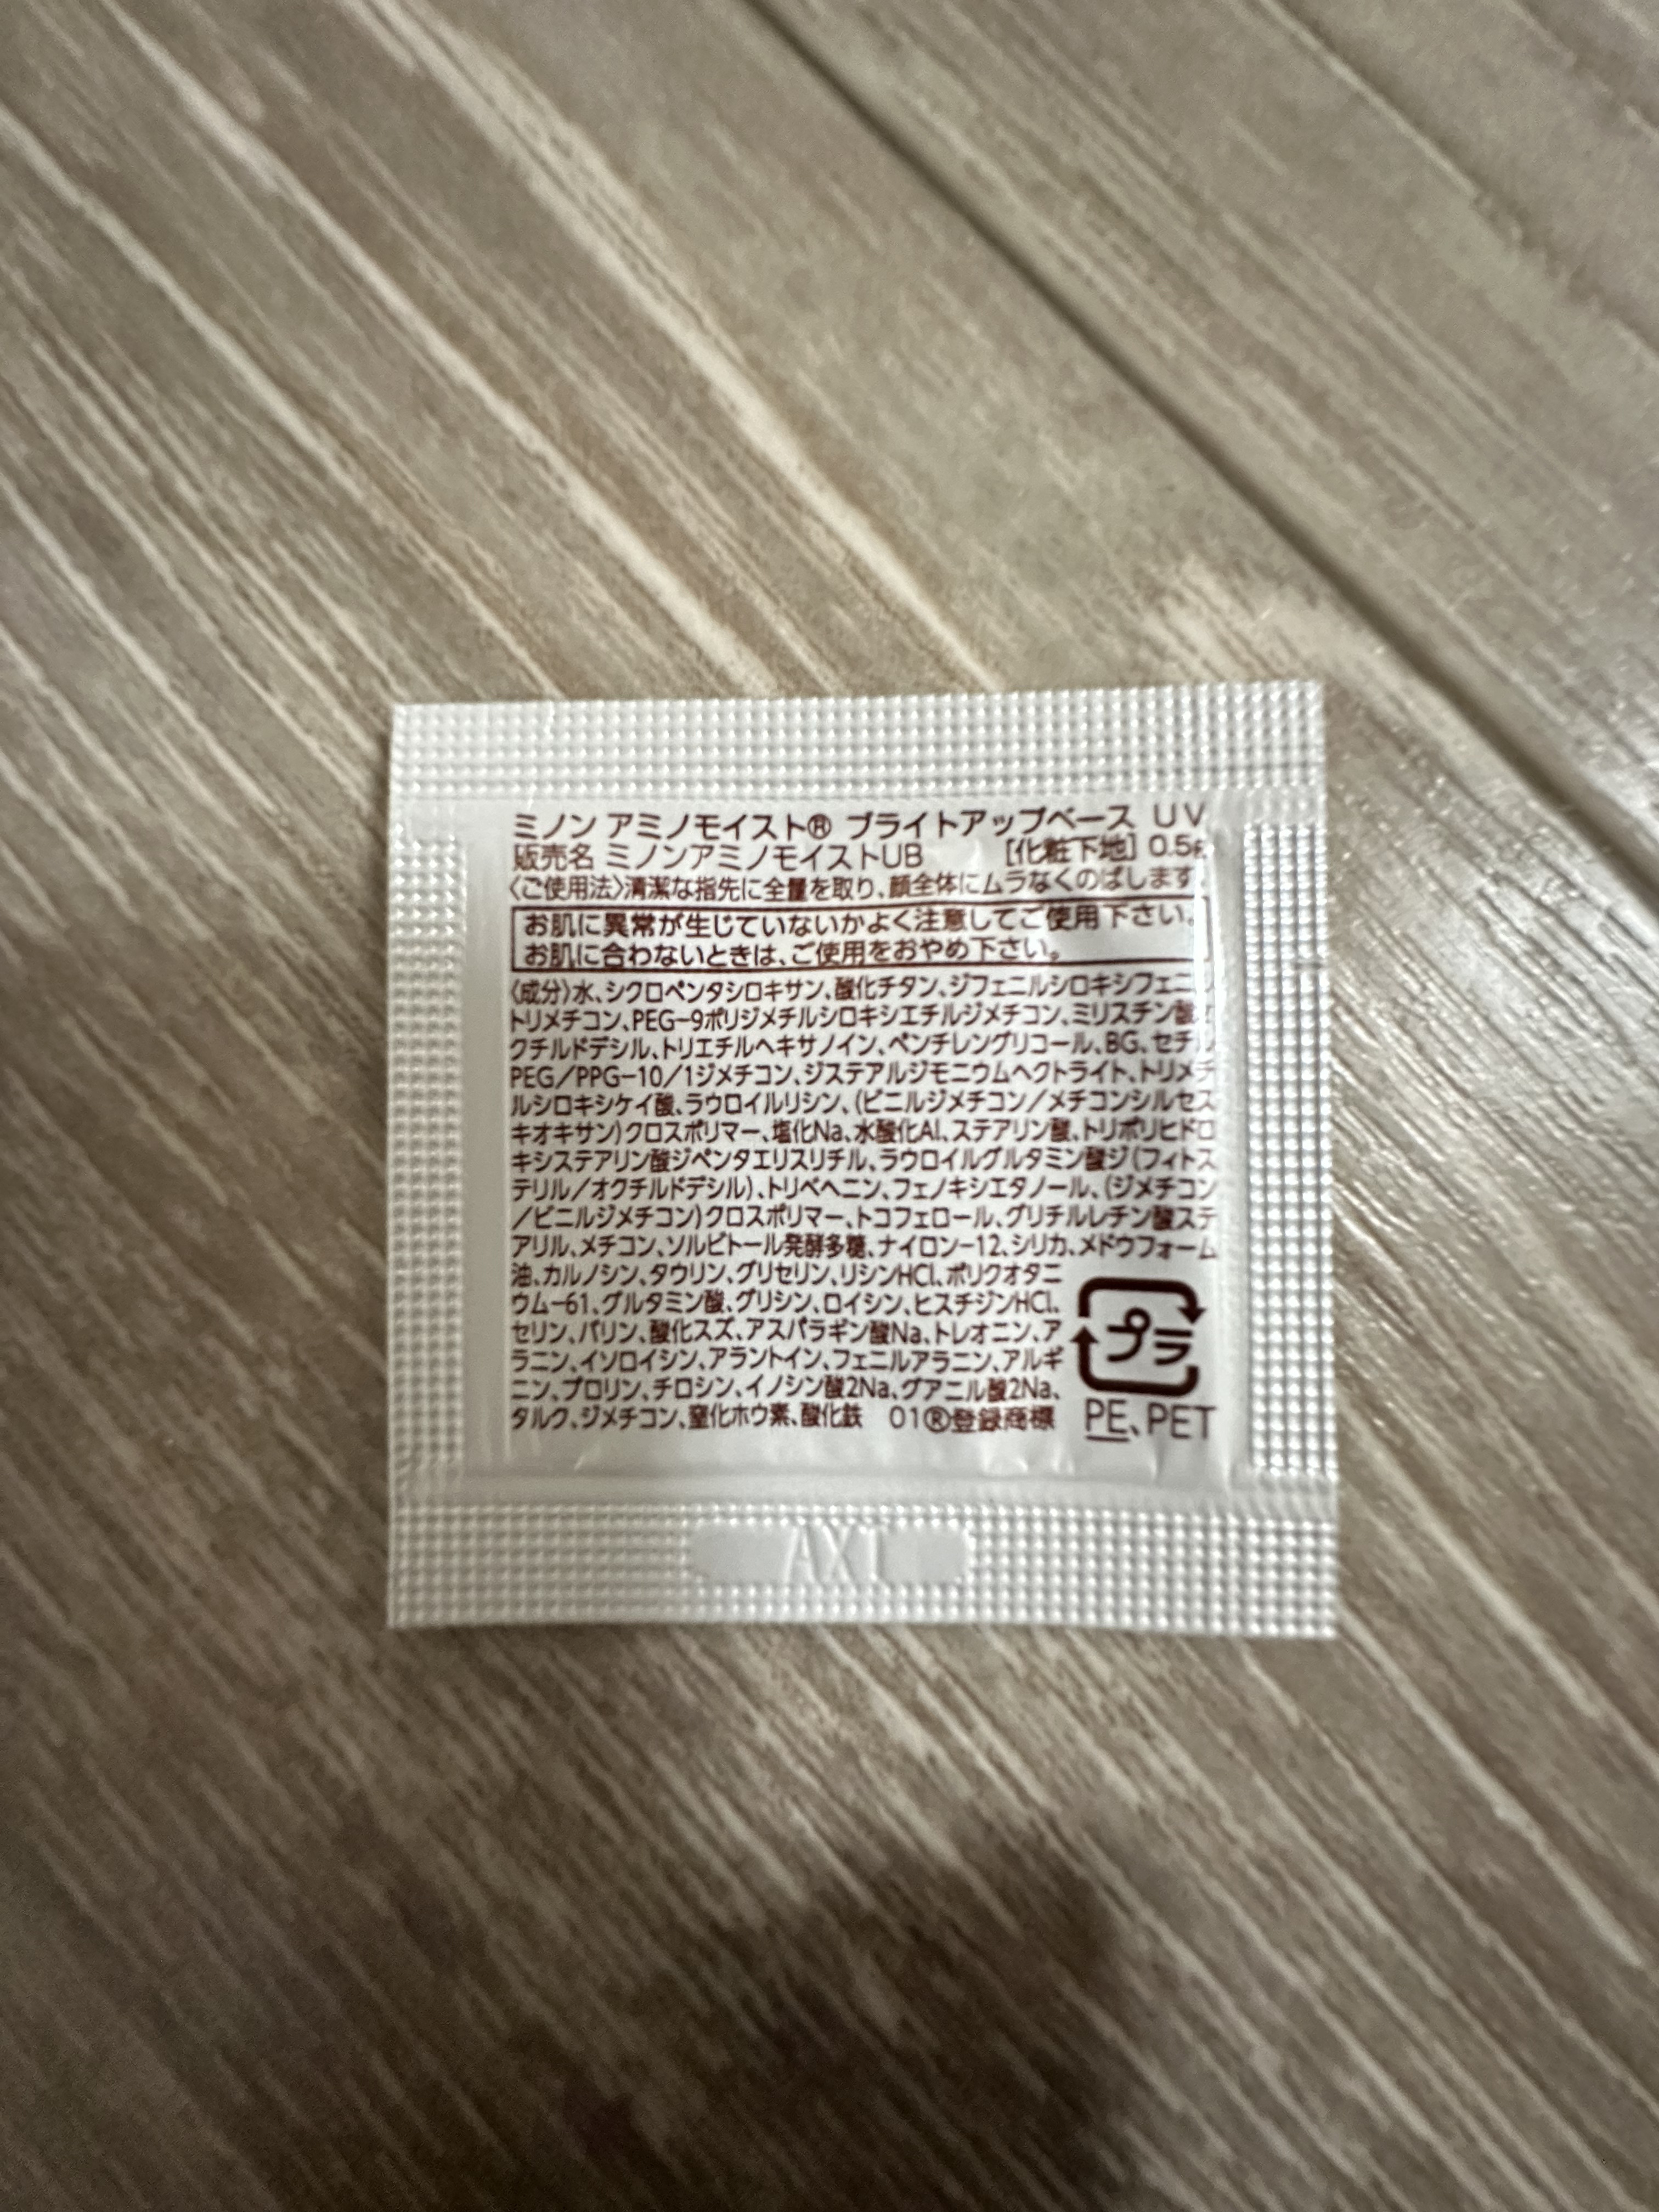 ミノン アミノモイスト® ブライトアップベース UV
販売名 ミノンアミノモイストUB [化粧下地] 0.5g
〈ご使用法〉清潔な指先に全量を取り、顔全体にムラなくのばします。
お肌に異常が生じていないかよく注意してご使用下さい。
お肌に合わないときは、ご使用をおやめ下さい。
〈成分〉水、シクロペンタシロキサン、酸化チタン、ジフェニルシロキシフェニル
トリメチコン、PEG-9ポリジメチルシロキシエチルジメチコン、ミリスチン酸オ
クチルドデシル、トリエチルヘキサノイン、ペンチレングリコール、BG、セチル
PEG/PPG-10/1ジメチコン、ジステアルジモニウムヘクトライト、トリメチ
ルシロキシケイ酸、ラウロイルリシン、(ビニルジメチコン/メチコンシルセス
キオキサン)クロスポリマー、塩化Na、水酸化Al、ステアリン酸、トリポリヒドロ
キシステアリン酸ジペンタエリスリチル、ラウロイルグルタミン酸ジ(フィトス
テリル/オクチルドデシル)、トリベヘニン、フェノキシエタノール、(ジメチコン
/ビニルジメチコン)クロスポリマー、トコフェロール、グリチルレチン酸ステ
アリル、メチコン、ソルビトール発酵多糖、ナイロン-12、シリカ、メドウフォーム
油、カルノシン、タウリン、グリセリン、リシンHCl、ポリクオタニ
ウム-61、グルタミン酸、グリシン、ロイシン、ヒスチジンHCl、
セリン、バリン、酸化スズ、アスパラギン酸Na、トレオニン、ア
ラニン、イソロイシン、アラントイン、フェニルアラニン、アルギ
ニン、プロリン、チロシン、イノシン酸2Na、グアニル酸2Na、
タルク、ジメチコン、窒化ホウ素、酸化鉄 01®登録商標
プラ
PE、PET
AX1